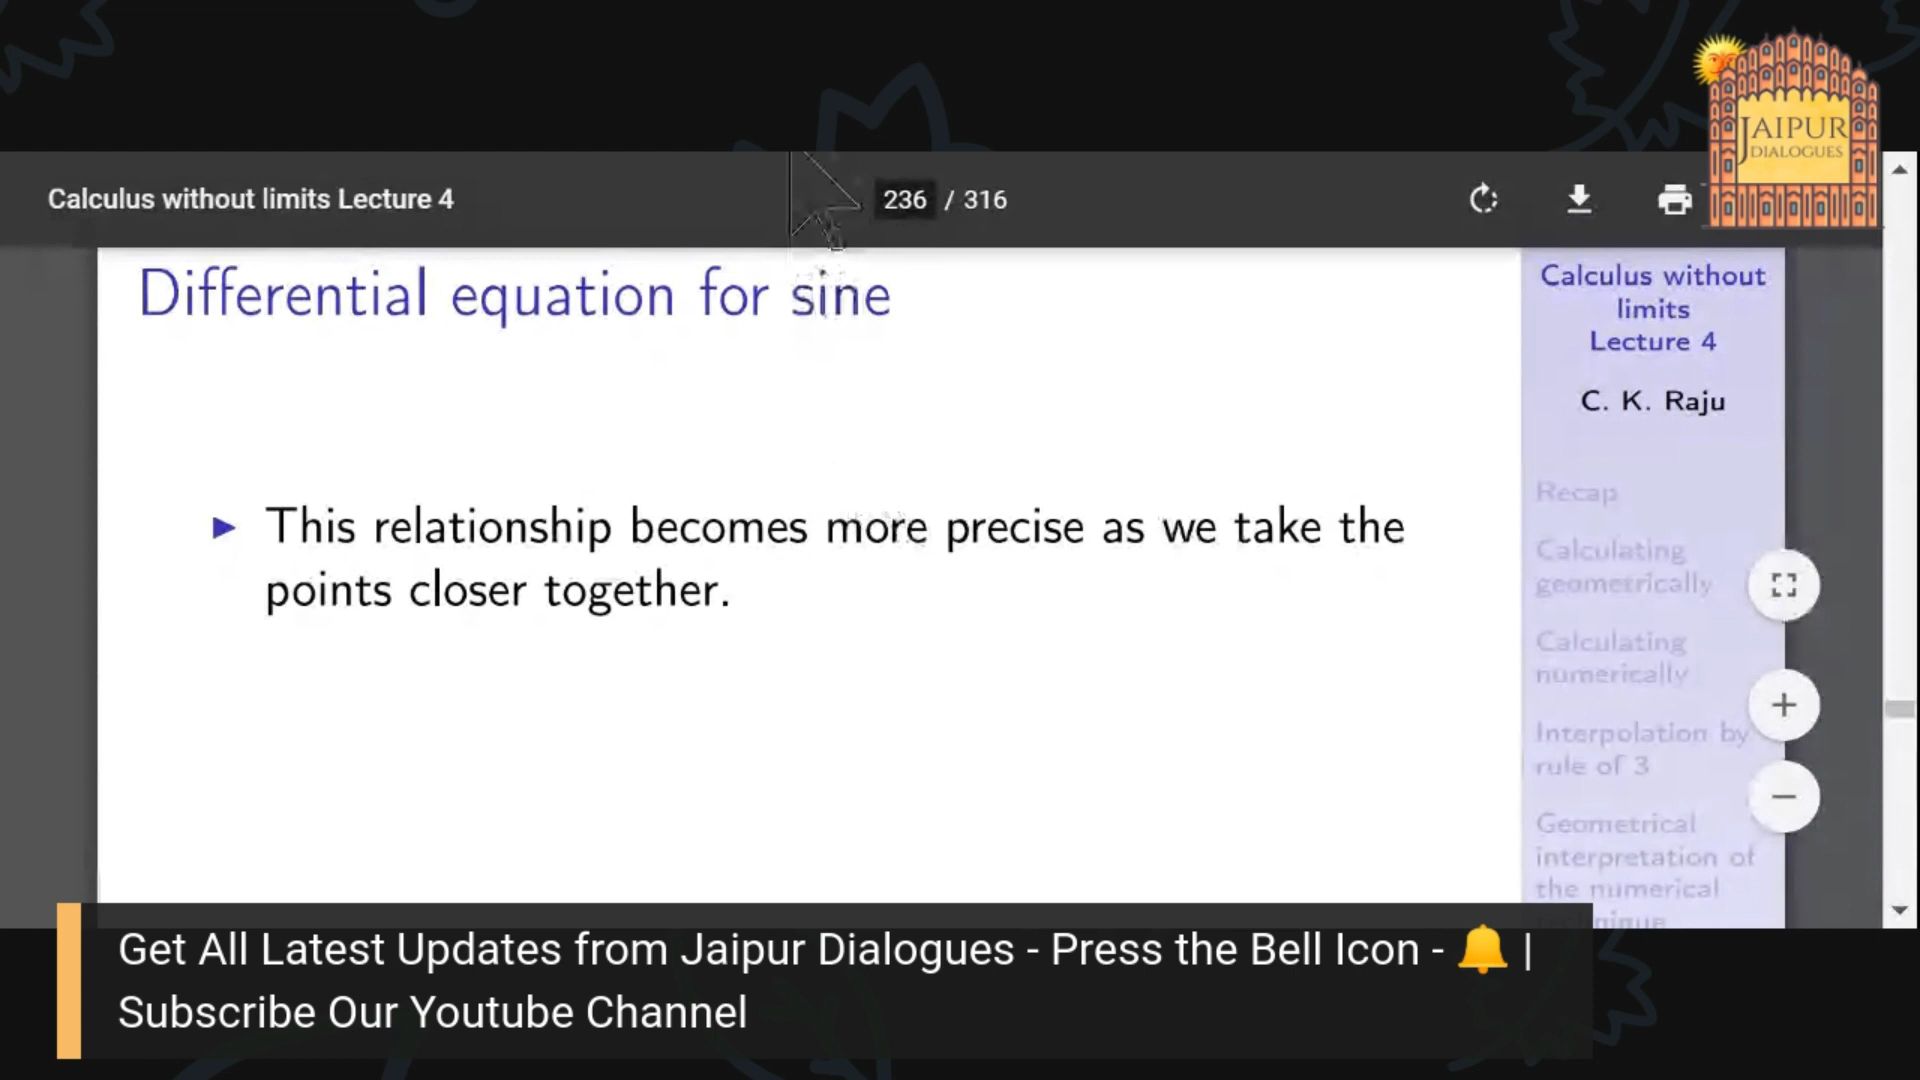 JAIPUR
DIALOGUES
Calculus without limits Lecture 4
236 / 316
Differential equation for sine
This relationship becomes more precise as we take the
points closer together.
Calculus without
limits
Lecture 4
C. K. Raju
Recap
Calculating
geometrically
Calculating
numerically
Interpolation by
rule of 3
Geometrical
interpretation of
the numerical
Get All Latest Updates from Jaipur Dialogues - Press the Bell Icon - 🔔 |
Subscribe Our Youtube Channel